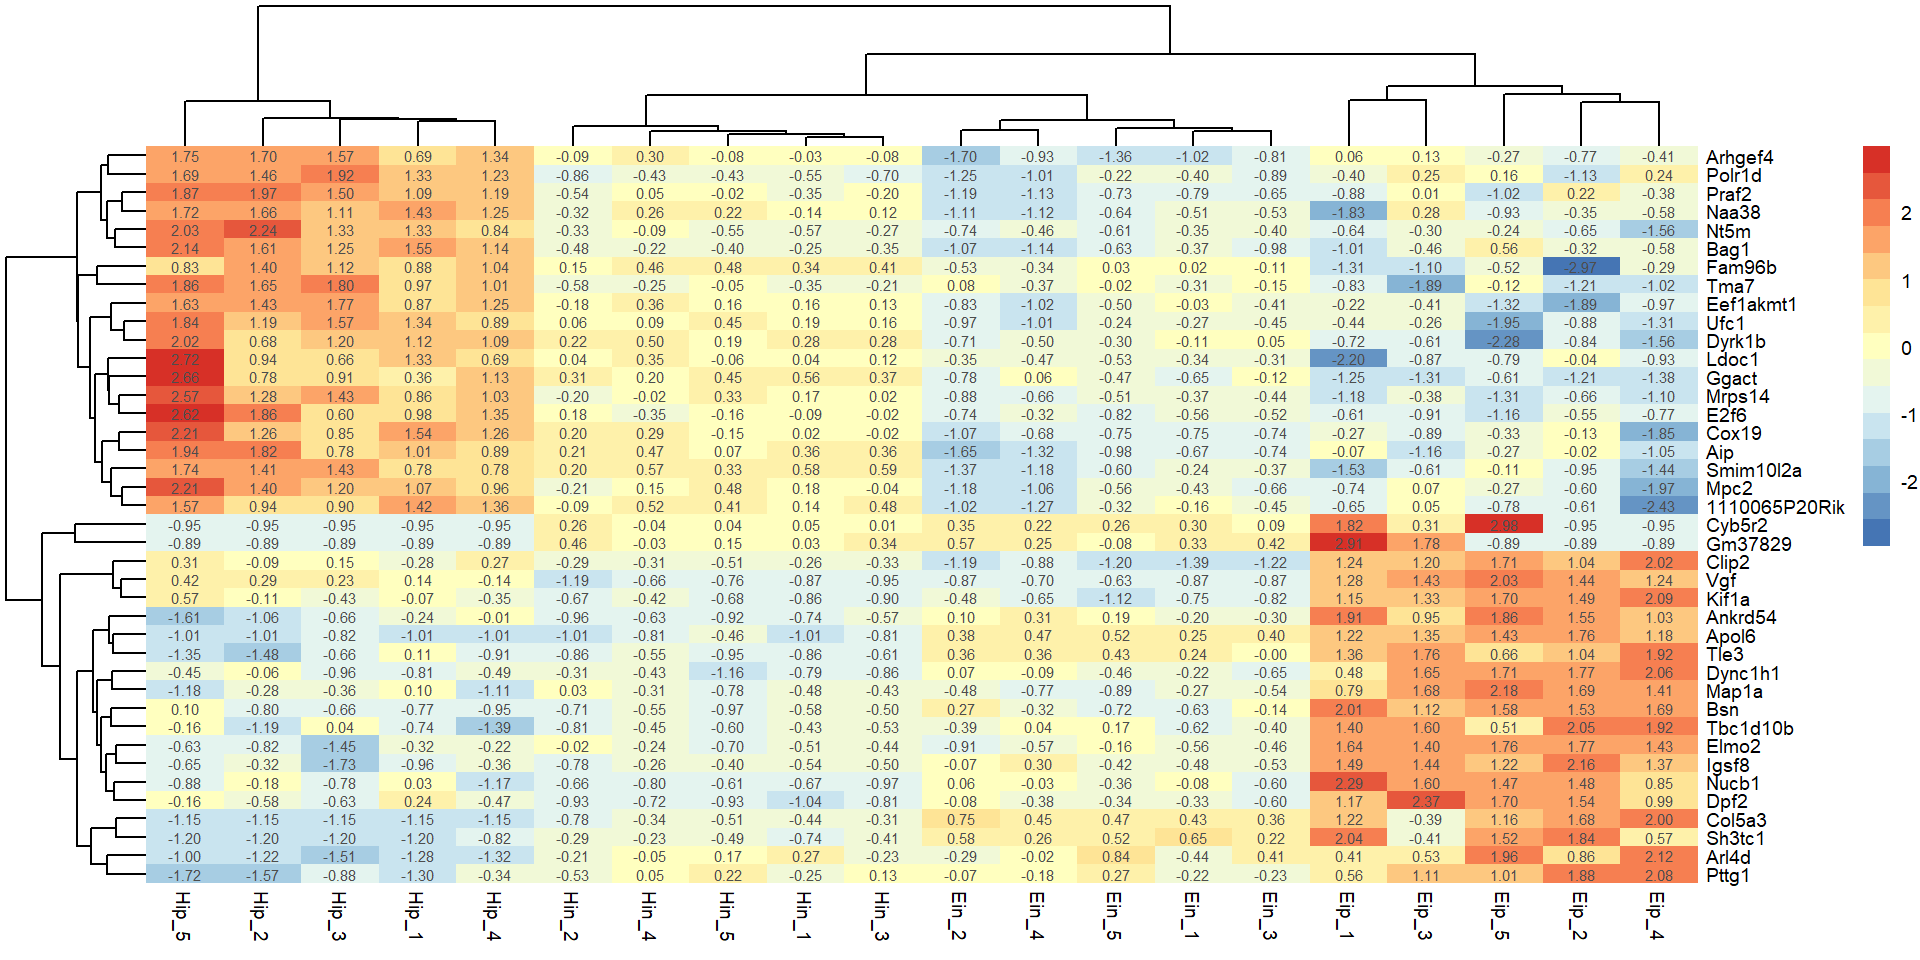 1.75 1.70 1.57 0.69 1.34 -0.09 0.30 -0.08 -0.03 -0.08 -1.70 -0.93 -1.36 -1.02 -0.81 0.06 0.13 -0.27 -0.77 -0.41 Arhgef4
1.69 1.46 1.92 1.33 1.23 -0.86 -0.43 -0.43 -0.55 -0.70 -1.25 -1.01 -0.22 -0.40 -0.89 -0.40 0.25 0.16 -1.13 0.24 Polr1d
1.87 1.97 1.50 1.09 1.19 -0.54 0.05 -0.02 -0.35 -0.20 -1.19 -1.13 -0.73 -0.79 -0.65 -0.88 0.01 -1.02 0.22 -0.38 Praf2
1.72 1.66 1.11 1.43 1.25 -0.32 0.26 0.22 -0.14 0.12 -1.11 -1.12 -0.64 -0.51 -0.53 -1.83 0.28 -0.93 -0.35 -0.58 Naa38
2
2.03 2.24 1.33 1.33 0.84 -0.33 -0.09 -0.55 -0.57 -0.27 -0.74 -0.46 -0.61 -0.35 -0.40 -0.64 -0.30 -0.24 -0.65 -1.56 Nt5m
2.14 1.61 1.25 1.55 1.14 -0.48 -0.22 -0.40 -0.25 -0.35 -1.07 -1.14 -0.63 -0.37 -0.98 -1.01 -0.46 0.56 -0.32 -0.58 Bag1
0.83 1.40 1.12 0.88 1.04 0.15 0.46 0.48 0.34 0.41 -0.53 -0.34 0.03 0.02 -0.11 -1.31 -1.10 -0.52 -2.97 -0.29 Fam96b
1
1.86 1.65 1.80 0.97 1.01 -0.58 -0.25 -0.05 -0.35 -0.21 0.08 -0.37 -0.02 -0.31 -0.15 -0.83 -1.89 -0.12 -1.21 -1.02 Tma7
1.63 1.43 1.77 0.87 1.25 -0.18 0.36 0.16 0.16 0.13 -0.83 -1.02 -0.50 -0.03 -0.41 -0.22 -0.41 -1.32 -1.89 -0.97 Eef1akmt1
1.84 1.19 1.57 1.34 0.89 0.06 0.09 0.45 0.19 0.16 -0.97 -1.01 -0.24 -0.27 -0.45 -0.44 -0.26 -1.95 -0.88 -1.31 Ufc1
2.02 0.68 1.20 1.12 1.09 0.22 0.50 0.19 0.28 0.28 -0.71 -0.50 -0.30 -0.11 0.05 -0.72 -0.61 -2.28 -0.84 -1.56 Dyrk1b
0
2.72 0.94 0.66 1.33 0.69 0.04 0.35 -0.06 0.04 0.12 -0.35 -0.47 -0.53 -0.34 -0.31 -2.20 -0.87 -0.79 -0.04 -0.93 Ldoc1
2.66 0.78 0.91 0.36 1.13 0.31 0.20 0.45 0.56 0.37 -0.78 0.06 -0.47 -0.65 -0.12 -1.25 -1.31 -0.61 -1.21 -1.38 Ggact
2.57 1.28 1.43 0.86 1.03 -0.20 -0.02 0.33 0.17 0.02 -0.88 -0.66 -0.51 -0.37 -0.44 -1.18 -0.38 -1.31 -0.66 -1.10 Mrps14
2.62 1.86 0.60 0.98 1.35 0.18 -0.35 -0.16 -0.09 -0.02 -0.74 -0.32 -0.82 -0.56 -0.52 -0.61 -0.91 -1.16 -0.55 -0.77 E2f6
-1
2.21 1.26 0.85 1.54 1.26 0.20 0.29 -0.15 0.02 -0.02 -1.07 -0.68 -0.75 -0.75 -0.74 -0.27 -0.89 -0.33 -0.13 -1.85 Cox19
1.94 1.82 0.78 1.01 0.89 0.21 0.47 0.07 0.36 0.36 -1.65 -1.32 -0.98 -0.67 -0.74 -0.07 -1.16 -0.27 -0.02 -1.05 Aip
1.74 1.41 1.43 0.78 0.78 0.20 0.57 0.33 0.58 0.59 -1.37 -1.18 -0.60 -0.24 -0.37 -1.53 -0.61 -0.11 -0.95 -1.44 Smim10l2a
-2
2.21 1.40 1.20 1.07 0.96 -0.21 0.15 0.48 0.18 -0.04 -1.18 -1.06 -0.56 -0.43 -0.66 -0.74 0.07 -0.27 -0.60 -1.97 Mpc2
1.57 0.94 0.90 1.42 1.36 -0.09 0.52 0.41 0.14 0.48 -1.02 -1.27 -0.32 -0.16 -0.45 -0.65 0.05 -0.78 -0.61 -2.43 1110065P20Rik
-0.95 -0.95 -0.95 -0.95 -0.95 0.26 -0.04 0.04 0.05 0.01 0.35 0.22 0.26 0.30 0.09 1.82 0.31 2.98 -0.95 -0.95 Cyb5r2
-0.89 -0.89 -0.89 -0.89 -0.89 0.46 -0.03 0.15 0.03 0.34 0.57 0.25 -0.08 0.33 0.42 2.91 1.78 -0.89 -0.89 -0.89 Gm37829
0.31 -0.09 0.15 -0.28 0.27 -0.29 -0.31 -0.51 -0.26 -0.33 -1.19 -0.88 -1.20 -1.39 -1.22 1.24 1.20 1.71 1.04 2.02 Clip2
0.42 0.29 0.23 0.14 -0.14 -1.19 -0.66 -0.76 -0.87 -0.95 -0.87 -0.70 -0.63 -0.87 -0.87 1.28 1.43 2.03 1.44 1.24 Vgf
0.57 -0.11 -0.43 -0.07 -0.35 -0.67 -0.42 -0.68 -0.86 -0.90 -0.48 -0.65 -1.12 -0.75 -0.82 1.15 1.33 1.70 1.49 2.09 Kif1a
-1.61 -1.06 -0.66 -0.24 -0.01 -0.96 -0.63 -0.92 -0.74 -0.57 0.10 0.31 0.19 -0.20 -0.30 1.91 0.95 1.86 1.55 1.03 Ankrd54
-1.01 -1.01 -0.82 -1.01 -1.01 -1.01 -0.81 -0.46 -1.01 -0.81 0.38 0.47 0.52 0.25 0.40 1.22 1.35 1.43 1.76 1.18 Apol6
-1.35 -1.48 -0.66 0.11 -0.91 -0.86 -0.55 -0.95 -0.86 -0.61 0.36 0.36 0.43 0.24 -0.00 1.36 1.76 0.66 1.04 1.92 Tle3
-0.45 -0.06 -0.96 -0.81 -0.49 -0.31 -0.43 -1.16 -0.79 -0.86 0.07 -0.09 -0.46 -0.22 -0.65 0.48 1.65 1.71 1.77 2.06 Dync1h1
-1.18 -0.28 -0.36 0.10 -1.11 0.03 -0.31 -0.78 -0.48 -0.43 -0.48 -0.77 -0.89 -0.27 -0.54 0.79 1.68 2.18 1.69 1.41 Map1a
0.10 -0.80 -0.66 -0.77 -0.95 -0.71 -0.55 -0.97 -0.58 -0.50 0.27 -0.32 -0.72 -0.63 -0.14 2.01 1.12 1.58 1.53 1.69 Bsn
-0.16 -1.19 0.04 -0.74 -1.39 -0.81 -0.45 -0.60 -0.43 -0.53 -0.39 0.04 0.17 -0.62 -0.40 1.40 1.60 0.51 2.05 1.92 Tbc1d10b
-0.63 -0.82 -1.45 -0.32 -0.22 -0.02 -0.24 -0.70 -0.51 -0.44 -0.91 -0.57 -0.16 -0.56 -0.46 1.64 1.40 1.76 1.77 1.43 Elmo2
-0.65 -0.32 -1.73 -0.96 -0.36 -0.78 -0.26 -0.40 -0.54 -0.50 -0.07 0.30 -0.42 -0.48 -0.53 1.49 1.44 1.22 2.16 1.37 Igsf8
-0.88 -0.18 -0.78 0.03 -1.17 -0.66 -0.80 -0.61 -0.67 -0.97 0.06 -0.03 -0.36 -0.08 -0.60 2.29 1.60 1.47 1.48 0.85 Nucb1
-0.16 -0.58 -0.63 0.24 -0.47 -0.93 -0.72 -0.93 -1.04 -0.81 -0.08 -0.38 -0.34 -0.33 -0.60 1.17 2.37 1.70 1.54 0.99 Dpf2
-1.15 -1.15 -1.15 -1.15 -1.15 -0.78 -0.34 -0.51 -0.44 -0.31 0.75 0.45 0.47 0.43 0.36 1.22 -0.39 1.16 1.68 2.00 Col5a3
-1.20 -1.20 -1.20 -1.20 -0.82 -0.29 -0.23 -0.49 -0.74 -0.41 0.58 0.26 0.52 0.65 0.22 2.04 -0.41 1.52 1.84 0.57 Sh3tc1
-1.00 -1.22 -1.51 -1.28 -1.32 -0.21 -0.05 0.17 0.27 -0.23 -0.29 -0.02 0.84 -0.44 0.41 0.41 0.53 1.96 0.86 2.12 Arl4d
-1.72 -1.57 -0.88 -1.30 -0.34 -0.53 0.05 0.22 -0.25 0.13 -0.07 -0.18 0.27 -0.22 -0.23 0.56 1.11 1.01 1.88 2.08 Pttg1
Hip_5 Hip_2 Hip_3 Hip_1 Hip_4 Hin_2 Hin_4 Hin_5 Hin_1 Hin_3 Ein_2 Ein_4 Ein_5 Ein_1 Ein_3 Eip_1 Eip_3 Eip_5 Eip_2 Eip_4